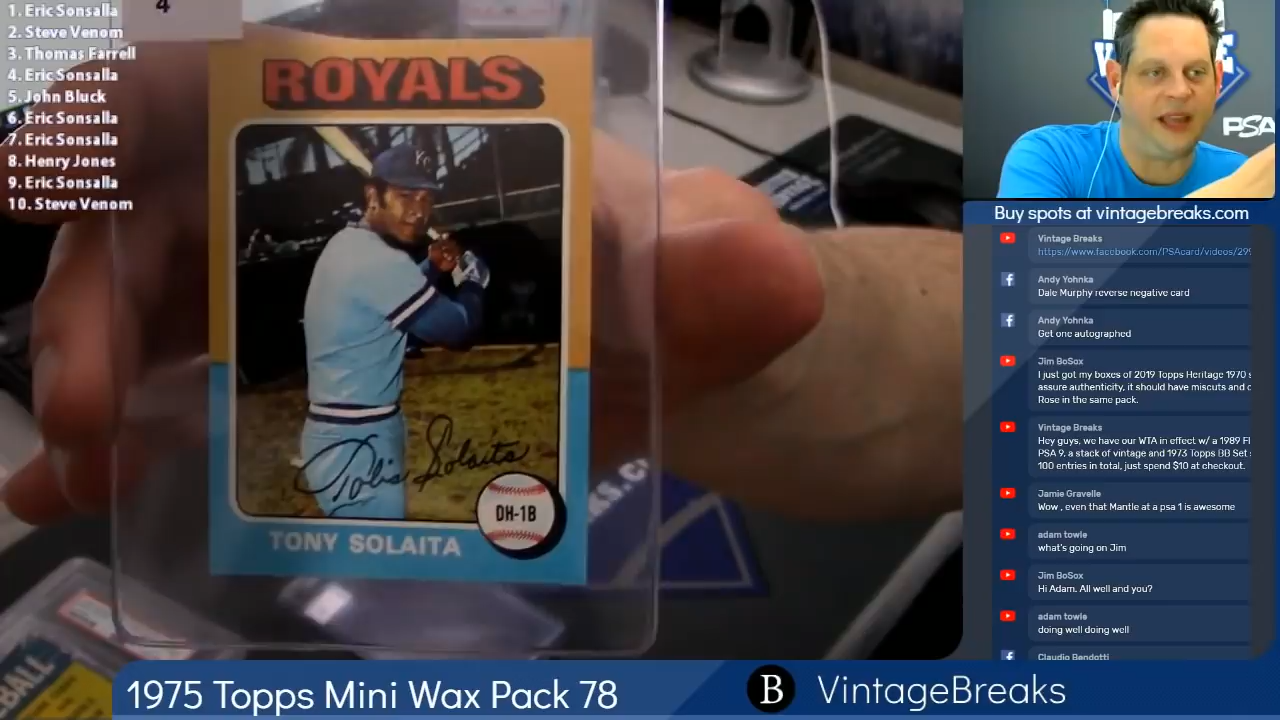 1. Eric Sonsalla
2. Steve Venom
3. Thomas Farrell
4. Eric Sonsalla
5. John Bluck
6. Eric Sonsalla
7. Eric Sonsalla
8. Henry Jones
9. Eric Sonsalla
10. Steve Venom
4
ROYALS
KC
Tolia Solaita
DH-1B
TONY SOLAITA
PSA
Buy spots at vintagebreaks.com
Vintage Breaks
https://www.facebook.com/PSAcard/videos/299
Andy Yohnka
Dale Murphy reverse negative card
Andy Yohnka
Get one autographed
Jim BoSox
I just got my boxes of 2019 Topps Heritage 1970 s
assure authenticity, it should have miscuts and
Rose in the same pack.
Vintage Breaks
Hey guys, we have our WTA in effect w/ a 1989 Fl
PSA 9, a stack of vintage and 1973 Topps BB Set
100 entries in total, just spend $10 at checkout.
Jamie Gravelle
Wow , even that Mantle at a psa 1 is awesome
adam towle
what's going on Jim
Jim BoSox
Hi Adam. All well and you?
adam towle
doing well doing well
Claudio Bendotti
1975 Topps Mini Wax Pack 78
B VintageBreaks